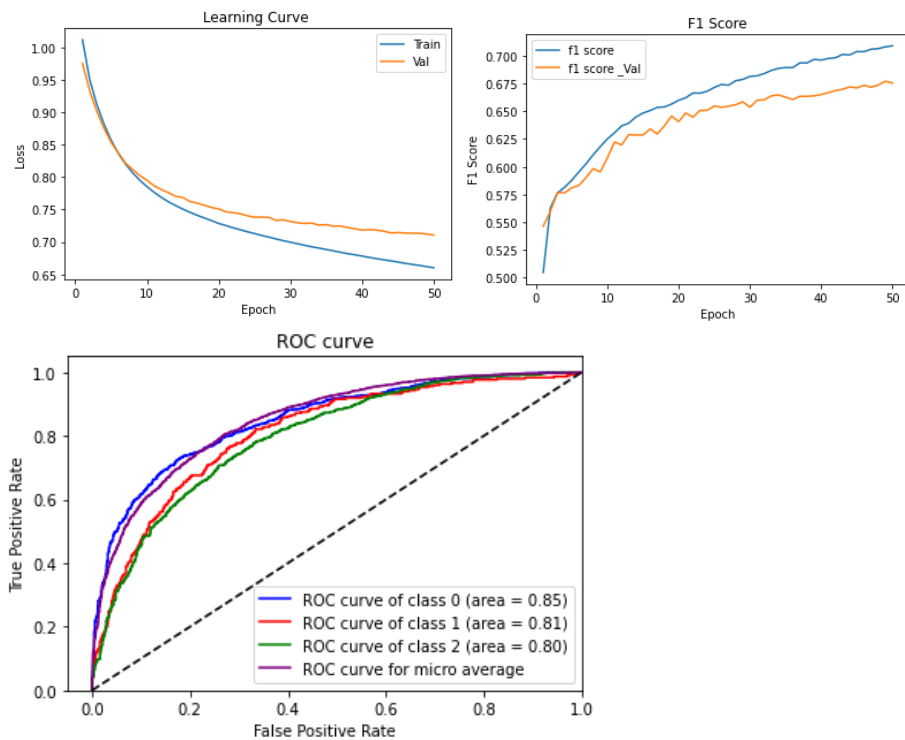 Learning Curve
1.00
0.95
0.90
0.85
0.80
0.75
0.70
0.65
Loss
0 10 20 30 40 50
Epoch
Train
Val
F1 Score
0.700
0.675
0.650
0.625
0.600
0.575
0.550
0.525
0.500
F1 Score
0 10 20 30 40 50
Epoch
f1 score
f1 score _Val
ROC curve
1.0
0.8
0.6
0.4
0.2
0.0
True Positive Rate
0.0 0.2 0.4 0.6 0.8 1.0
False Positive Rate
ROC curve of class 0 (area = 0.85)
ROC curve of class 1 (area = 0.81)
ROC curve of class 2 (area = 0.80)
ROC curve for micro average